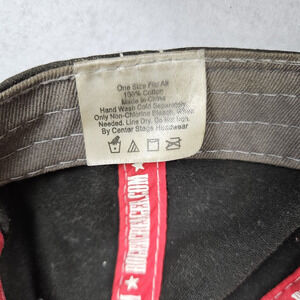 One Size Fits All
100% Cotton
Made In China
Hand Wash Cold Separately.
Only Non-Chlorine Bleach, When
Needed. Line Dry. Do Not Iron
By Center Stage Headwear